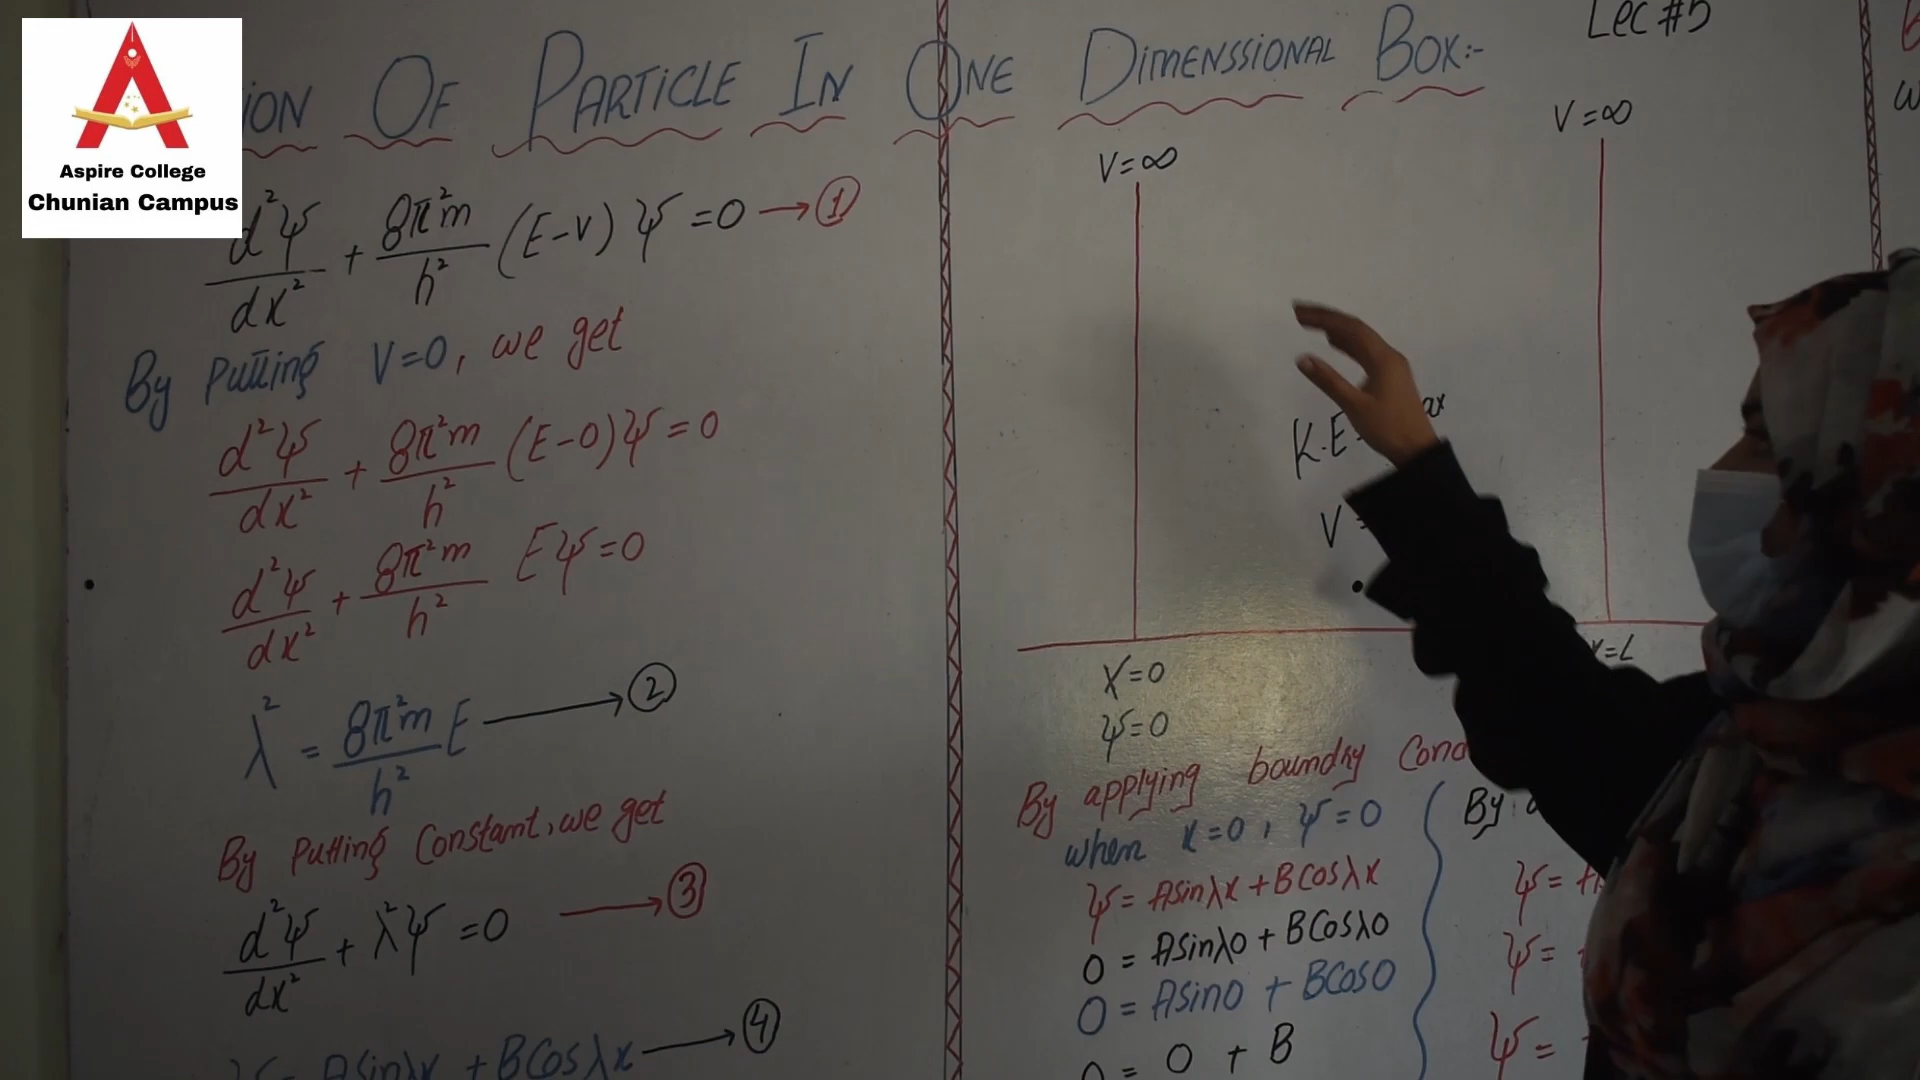 Aspire College
Chunian Campus
ion Of Particle In One Dimenssional Box:-
Lec #5
d²ψ/dx² + 8π²m/h² (E-V) ψ = 0 → ①
By Putting V=0, we get
d²ψ/dx² + 8π²m/h² (E-0)ψ = 0
d²ψ/dx² + 8π²m/h² Eψ = 0
λ² = 8π²m/h² E → ②
By Putting Constant, we get
d²ψ/dx² + λ²ψ = 0 → ③
ψ = Asinλx + BCosλx → ④
V=∞
V=∞
K.E
V
X=0
x=L
ψ=0
By applying boundry
when x=0, ψ=0
ψ = Asinλx + BCosλx
0 = Asinλ0 + BCosλ0
0 = Asin0 + BCos0
0 = 0 + B
By
ψ =
ψ =
ψ =